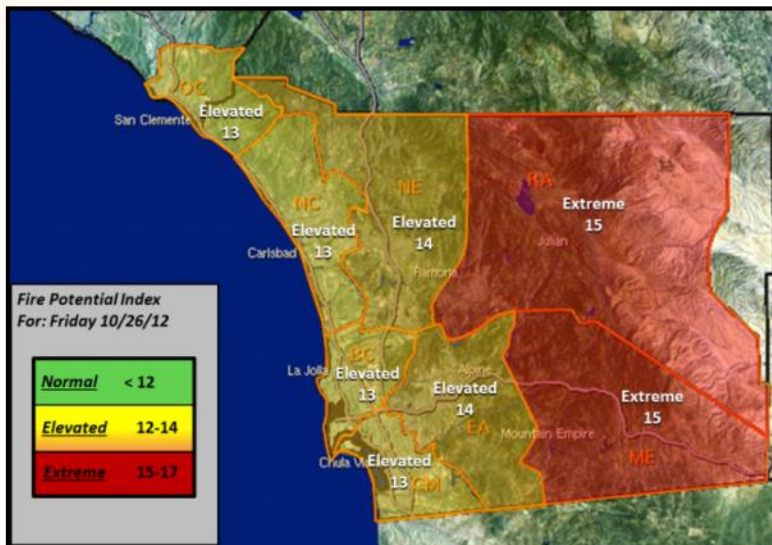 OC
Elevated
13
San Clemente
NC
Elevated
13
Carlsbad
NE
Elevated
14
Ramona
RA
Extreme
15
Julian
Fire Potential Index
For: Friday 10/26/12
Normal < 12
Elevated 12-14
Extreme 15-17
La Jolla
BC
Elevated
13
Alpine
Elevated
14
EA
Mountain Empire
Extreme
15
ME
Chula
Elevated
13
CM